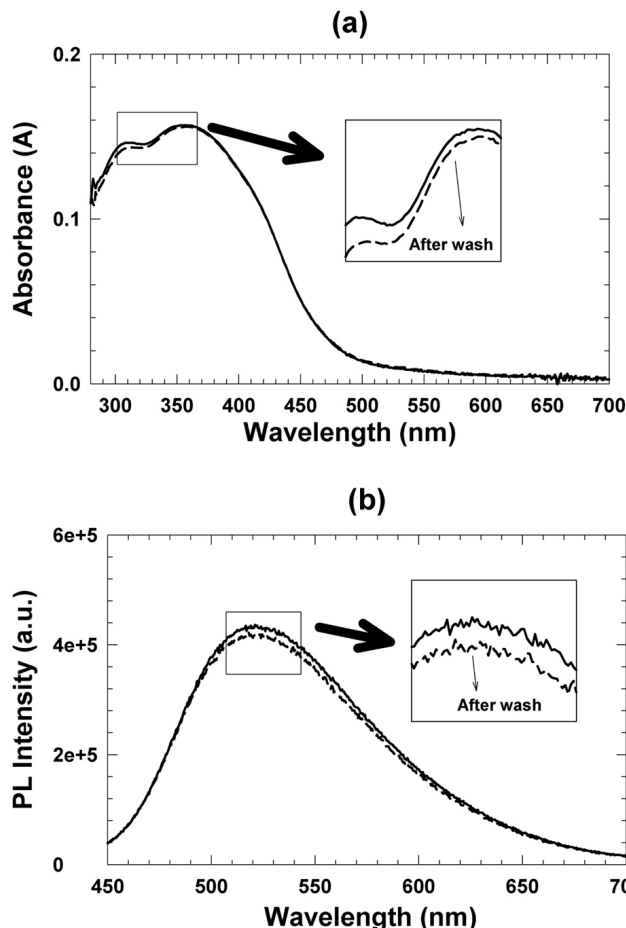 (a)
Absorbance (A)
0.2
0.1
0.0
After wash
300 350 400 450 500 550 600 650 700
Wavelength (nm)
(b)
PL Intensity (a.u.)
6e+5
4e+5
2e+5
0
After wash
450 500 550 600 650 70
Wavelength (nm)